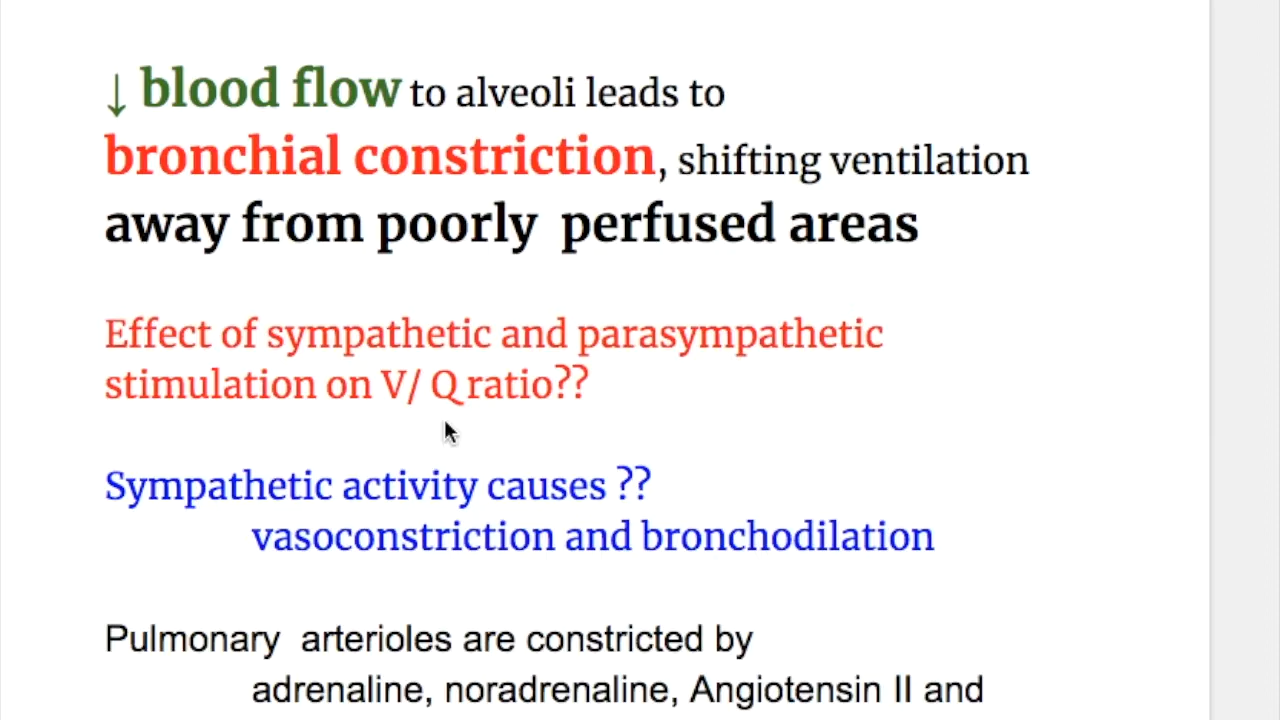 ↓ blood flow to alveoli leads to
bronchial constriction, shifting ventilation
away from poorly perfused areas
Effect of sympathetic and parasympathetic
stimulation on V/ Q ratio??
Sympathetic activity causes ??
vasoconstriction and bronchodilation
Pulmonary arterioles are constricted by
adrenaline, noradrenaline, Angiotensin II and